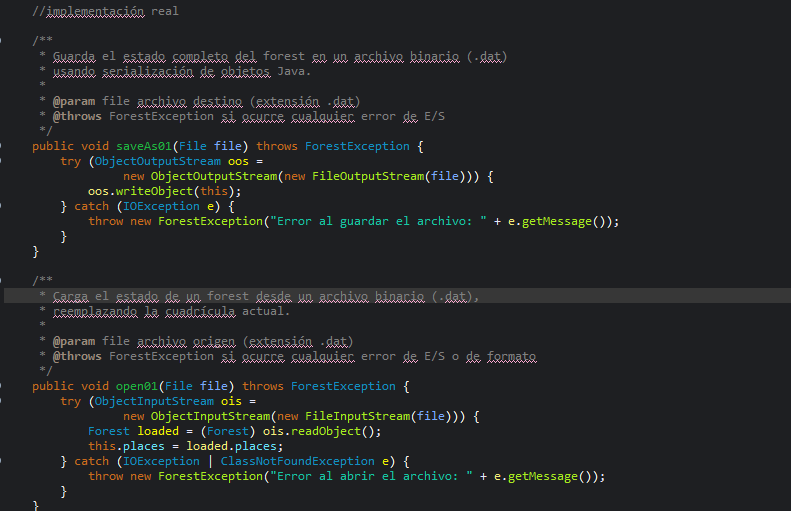 //implementación real
/**
* Guarda el estado completo del forest en un archivo binario (.dat)
* usando serialización de objetos Java.
*
* @param file archivo destino (extensión .dat)
* @throws ForestException si ocurre cualquier error de E/S
*/
public void saveAs01(File file) throws ForestException {
try (ObjectOutputStream oos =
new ObjectOutputStream(new FileOutputStream(file))) {
oos.writeObject(this);
} catch (IOException e) {
throw new ForestException("Error al guardar el archivo: " + e.getMessage());
}
}
/**
* Carga el estado de un forest desde un archivo binario (.dat),
* reemplazando la cuadrícula actual.
*
* @param file archivo origen (extensión .dat)
* @throws ForestException si ocurre cualquier error de E/S o de formato
*/
public void open01(File file) throws ForestException {
try (ObjectInputStream ois =
new ObjectInputStream(new FileInputStream(file))) {
Forest loaded = (Forest) ois.readObject();
this.places = loaded.places;
} catch (IOException | ClassNotFoundException e) {
throw new ForestException("Error al abrir el archivo: " + e.getMessage());
}
}